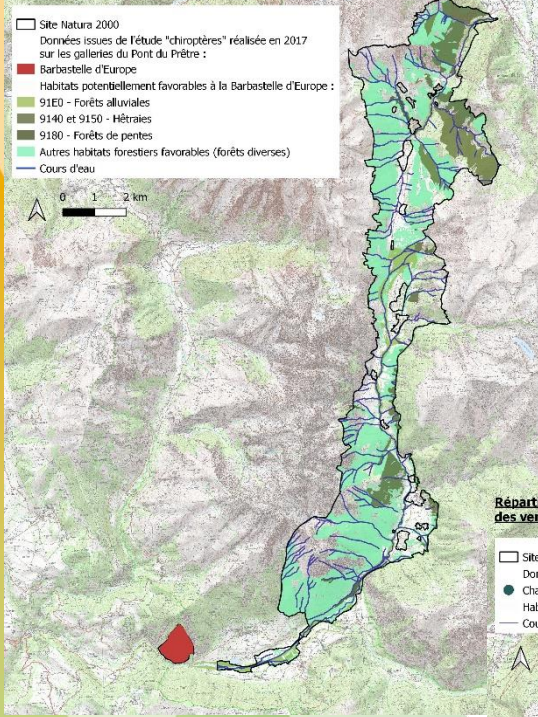 Site Natura 2000
Données issues de l'étude "chiroptères" réalisée en 2017
sur les galleries du Pont du Prêtre :
Barbastelle d'Europe
Habitats potentiellement favorables à la Barbastelle d'Europe :
91E0 - Forêts alluviales
9140 et 9150 - Hêtraies
9180 - Forêts de pentes
Autres habitats forestiers favorables (forêts diverses)
Cours d'eau
0 1 2 km
Répart
des ver
Site
Don
Cha
Hab
Cou